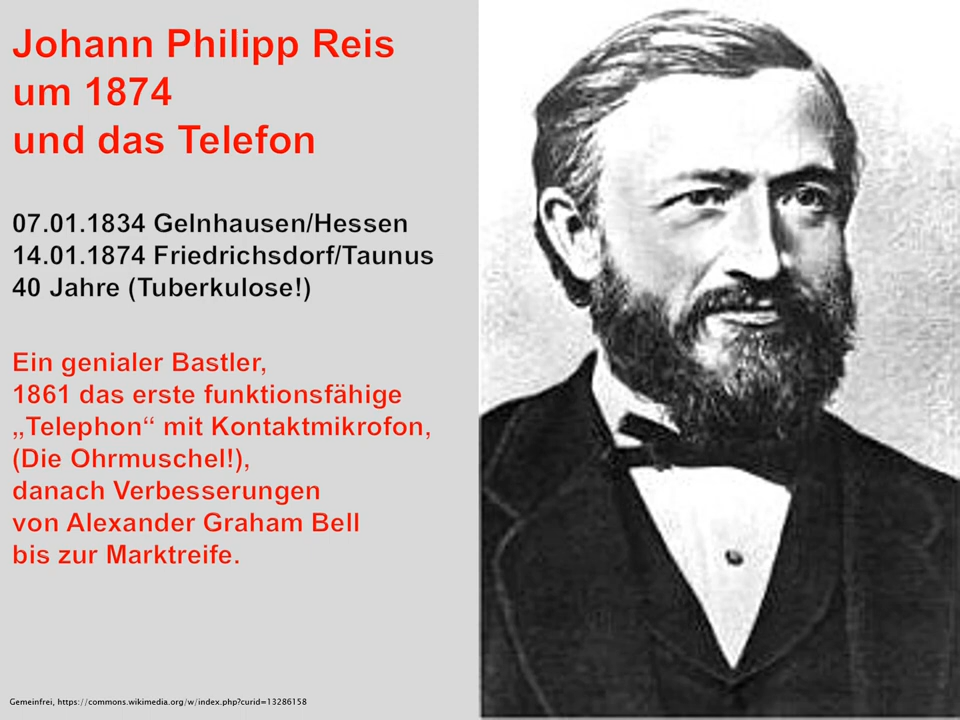 Johann Philipp Reis
um 1874
und das Telefon
07.01.1834 Gelnhausen/Hessen
14.01.1874 Friedrichsdorf/Taunus
40 Jahre (Tuberkulose!)
Ein genialer Bastler,
1861 das erste funktionsfähige
„Telephon“ mit Kontaktmikrofon,
(Die Ohrmuschel!),
danach Verbesserungen
von Alexander Graham Bell
bis zur Marktreife.
Gemeinfrei, https://commons.wikimedia.org/w/index.php?curid=13286158